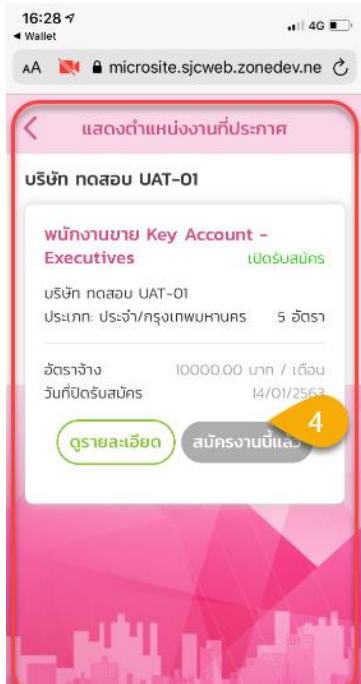 16:28
4G
◀ Wallet
AA microsite.sjcweb.zonedev.ne
แสดงตำแหน่งงานที่ประกาศ
บริษัท ทดสอบ UAT-01
พนักงานขาย Key Account -
Executives เปิดรับสมัคร
บริษัท ทดสอบ UAT-01
ประเภท: ประจำ/กรุงเทพมหานคร 5 อัตรา
อัตราจ้าง 10000.00 บาท / เดือน
วันที่ปิดรับสมัคร 14/01/2563
ดูรายละเอียด สมัครงานนี้แล้ว
4